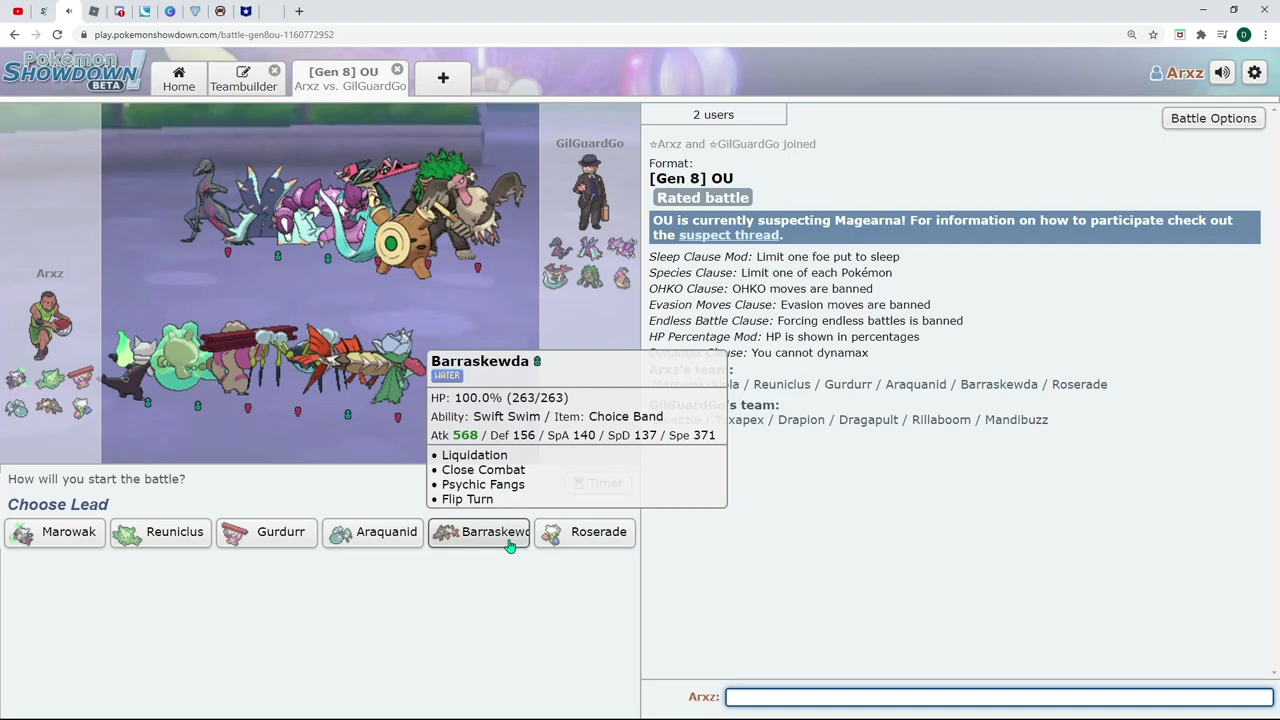 play.pokemonshowdown.com/battle-gen8ou-1160772952
D
Pokémon
SHOWDOWN!
BETA
Home
Teambuilder
[Gen 8] OU
Arxz vs. GilGuardGo
+
Arxz
2 users
Battle Options
GilGuardGo
Arxz
☆Arxz and ☆GilGuardGo joined
Format:
[Gen 8] OU
Rated battle
OU is currently suspecting Magearna! For information on how to participate check out
the suspect thread.
Sleep Clause Mod: Limit one foe put to sleep
Species Clause: Limit one of each Pokémon
OHKO Clause: OHKO moves are banned
Evasion Moves Clause: Evasion moves are banned
Endless Battle Clause: Forcing endless battles is banned
HP Percentage Mod: HP is shown in percentages
Clause: You cannot dynamax
Arxz's team:
/ Reuniclus / Gurdurr / Araquanid / Barraskewda / Roserade
GilGuardGo's team:
/ Drapion / Dragapult / Rillaboom / Mandibuzz
Barraskewda
WATER
HP: 100.0% (263/263)
Ability: Swift Swim / Item: Choice Band
Atk 568 / Def 156 / SpA 140 / SpD 137 / Spe 371
• Liquidation
• Close Combat
• Psychic Fangs
• Flip Turn
How will you start the battle?
Timer
Choose Lead
Marowak
Reuniclus
Gurdurr
Araquanid
Barraskewd
Roserade
Arxz: